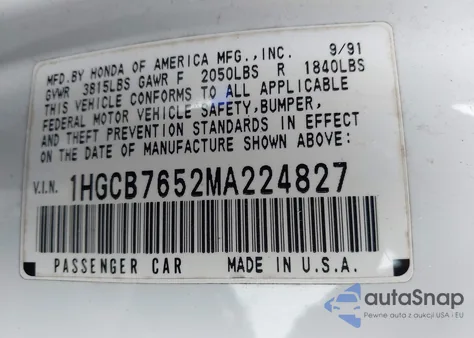 MFD.BY HONDA OF AMERICA MFG.,INC. 9/91
GVWR 3815LBS GAWR F 2050LBS R 1840LBS
THIS VEHICLE CONFORMS TO ALL APPLICABLE
FEDERAL MOTOR VEHICLE SAFETY,BUMPER,
AND THEFT PREVENTION STANDARDS IN EFFECT
ON THE DATE OF MANUFACTURE SHOWN ABOVE.
V.I.N. 1HGCB7652MA224827
PASSENGER CAR MADE IN U.S.A.
autoSnap
Pewne auta z aukcji USA i EU